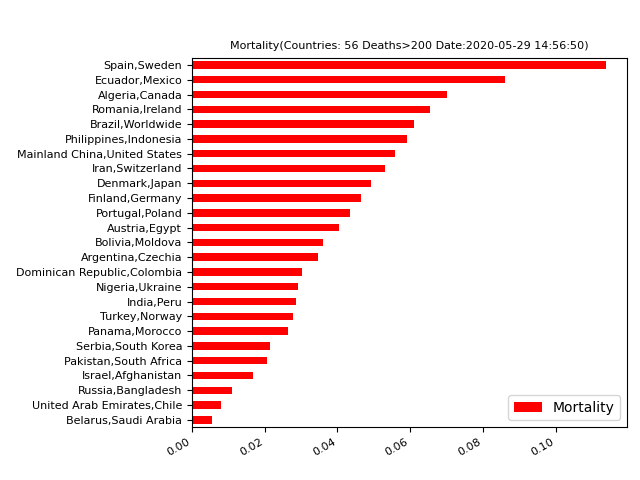 Mortality(Countries: 56 Deaths>200 Date:2020-05-29 14:56:50)
Spain,Sweden
Ecuador,Mexico
Algeria,Canada
Romania,Ireland
Brazil,Worldwide
Philippines,Indonesia
Mainland China,United States
Iran,Switzerland
Denmark,Japan
Finland,Germany
Portugal,Poland
Austria,Egypt
Bolivia,Moldova
Argentina,Czechia
Dominican Republic,Colombia
Nigeria,Ukraine
India,Peru
Turkey,Norway
Panama,Morocco
Serbia,South Korea
Pakistan,South Africa
Israel,Afghanistan
Russia,Bangladesh
United Arab Emirates,Chile
Belarus,Saudi Arabia
Mortality
0.00 0.02 0.04 0.06 0.08 0.10